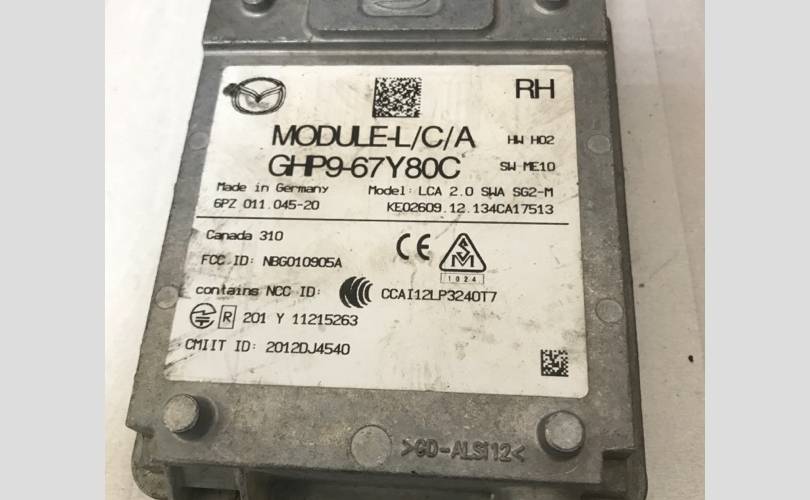 RH
MODULE-L/C/A HW H02
GHP9-67Y80C SW ME10
Made in Germany Model: LCA 2.0 SWA SG2-M
6PZ 011.045-20 KE02609.12.134CA17513
Canada 310
FCC ID: NBG010905A
CE
SM
1024
contains NCC ID: CCAI12LP3240T7
R 201 Y 11215263
CMIIT ID: 2012DJ4540
>GD-ALSi12<